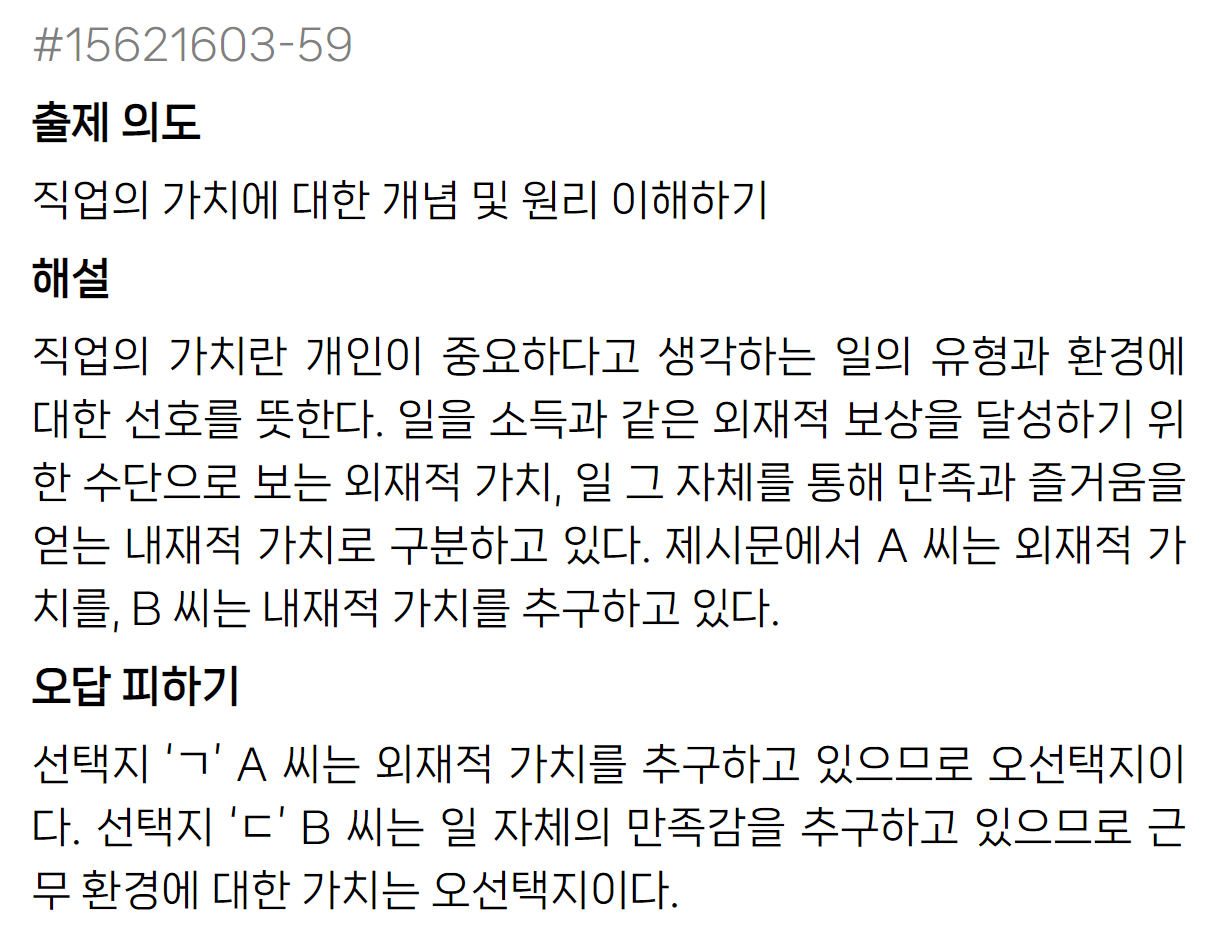 #15621603-59
출제 의도
직업의 가치에 대한 개념 및 원리 이해하기
해설
직업의 가치란 개인이 중요하다고 생각하는 일의 유형과 환경에
대한 선호를 뜻한다. 일을 소득과 같은 외재적 보상을 달성하기 위
한 수단으로 보는 외재적 가치, 일 그 자체를 통해 만족과 즐거움을
얻는 내재적 가치로 구분하고 있다. 제시문에서 A 씨는 외재적 가
치를, B 씨는 내재적 가치를 추구하고 있다.
오답 피하기
선택지 ‘ㄱ’ A 씨는 외재적 가치를 추구하고 있으므로 오선택지이
다. 선택지 ‘ㄷ’ B 씨는 일 자체의 만족감을 추구하고 있으므로 근
무 환경에 대한 가치는 오선택지이다.